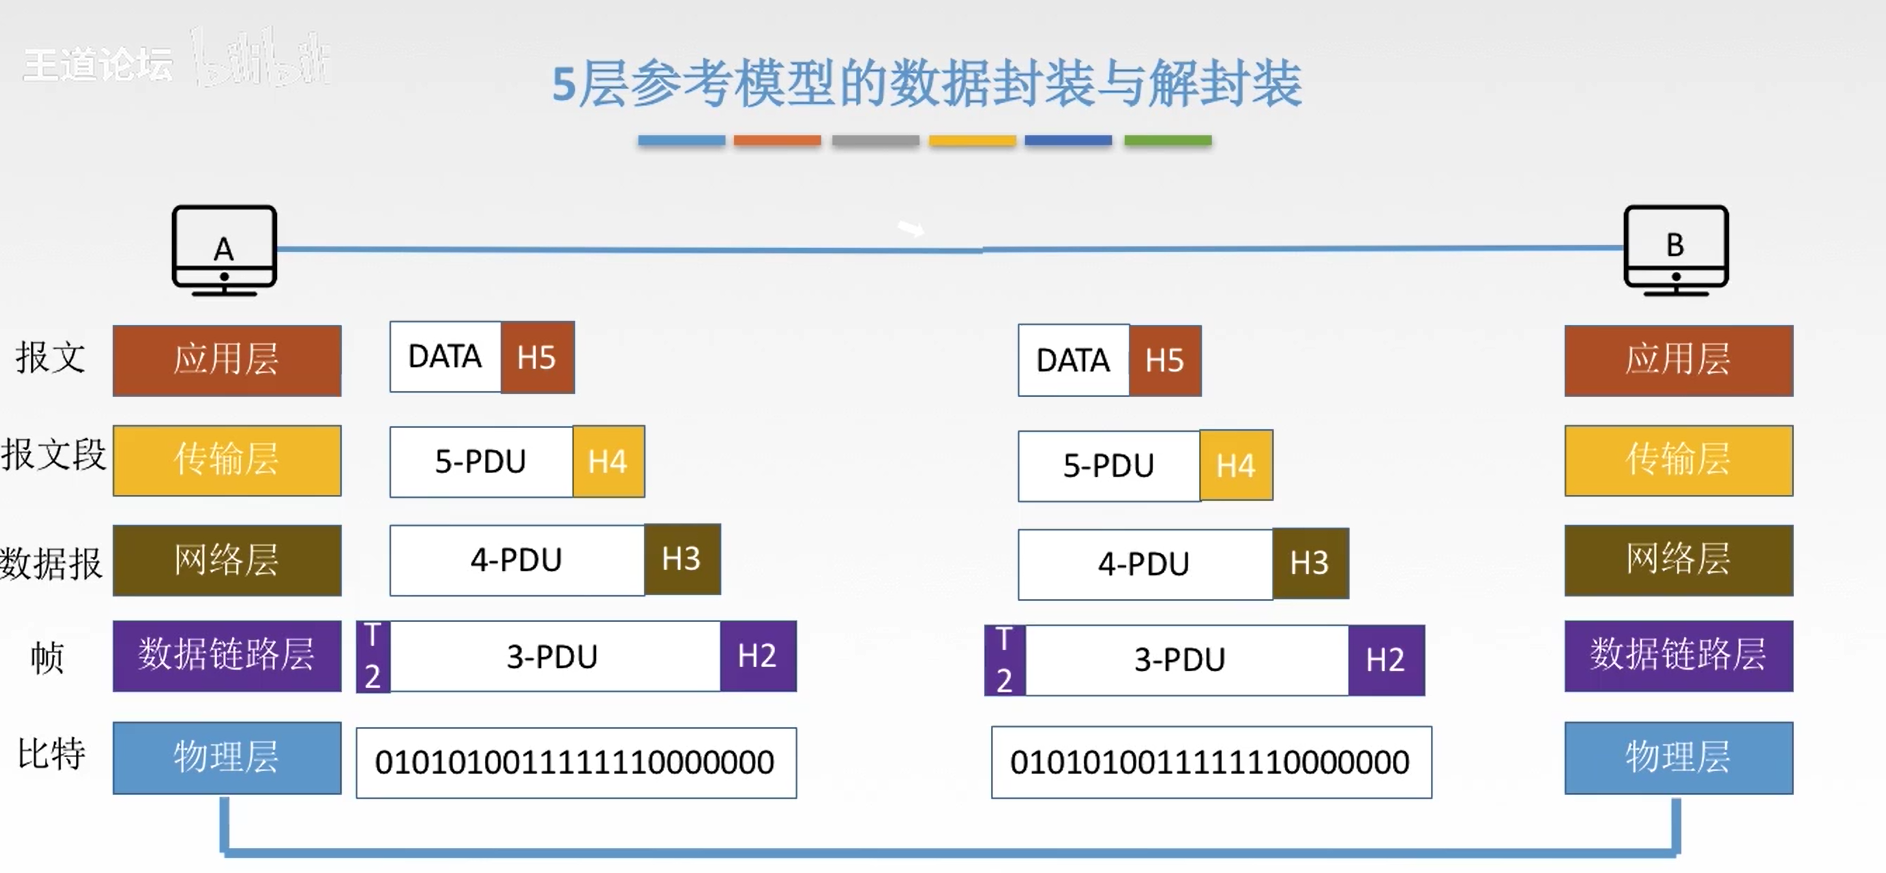 王道论坛 bilibili
5层参考模型的数据封装与解封装
A B
报文 应用层 DATA H5 DATA H5 应用层
报文段 传输层 5-PDU H4 5-PDU H4 传输层
数据报 网络层 4-PDU H3 4-PDU H3 网络层
帧 数据链路层 T2 3-PDU H2 T2 3-PDU H2 数据链路层
比特 物理层 0101010011111110000000 0101010011111110000000 物理层